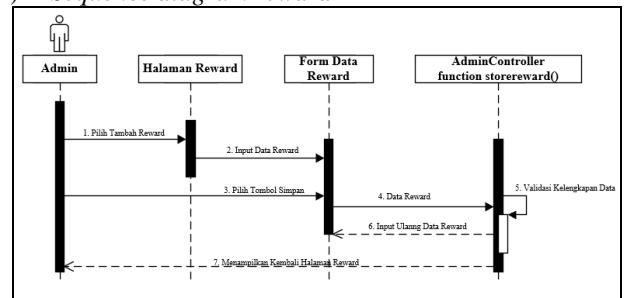 Admin
Halaman Reward
Form Data
Reward
AdminController
function storereward()
1. Pilih Tambah Reward
2. Input Data Reward
3. Pilih Tombol Simpan
4. Data Reward
5. Validasi Kelengkapan Data
6. Input Ulanng Data Reward
7. Menampilkan Kembali Halaman Reward